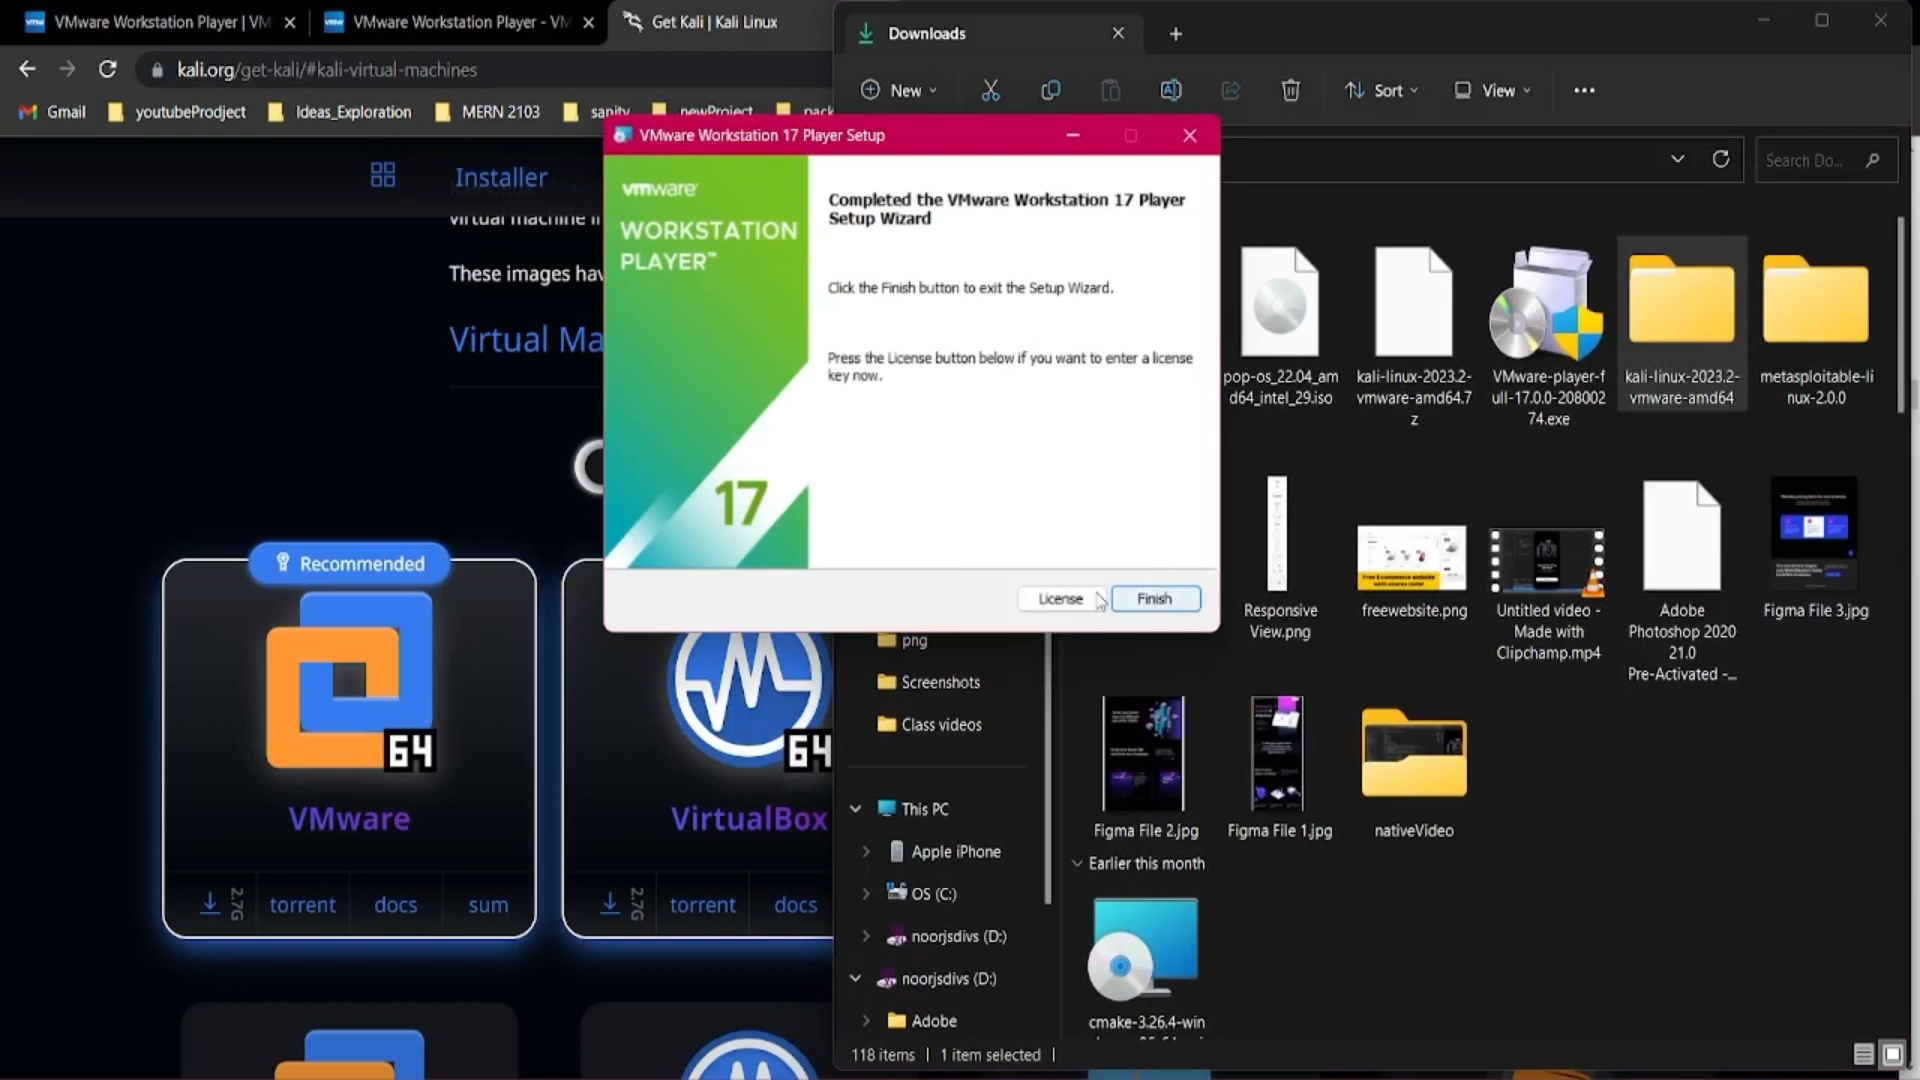 VMware Workstation Player | VM
VMware Workstation Player - VM
Get Kali | Kali Linux
Downloads
kali.org/get-kali/#kali-virtual-machines
New
Sort
View
Gmail
youtubeProdject
Ideas_Exploration
MERN 2103
sanity
newProject
pack
VMware Workstation 17 Player Setup
Search Do...
Installer
virtual machine i
These images hav
Virtual Ma
vmware
WORKSTATION
PLAYER™
17
Completed the VMware Workstation 17 Player
Setup Wizard
Click the Finish button to exit the Setup Wizard.
Press the License button below if you want to enter a license
key now.
License
Finish
pop-os_22.04_am
d64_intel_29.iso
kali-linux-2023.2-
vmware-amd64.7
z
VMware-player-f
ull-17.0.0-208002
74.exe
kali-linux-2023.2-
vmware-amd64
metasploitable-li
nux-2.0.0
Responsive
View.png
freewebsite.png
Untitled video -
Made with
Clipchamp.mp4
Adobe
Photoshop 2020
21.0
Pre-Activated -...
Figma File 3.jpg
Figma File 2.jpg
Figma File 1.jpg
nativeVideo
Earlier this month
cmake-3.26.4-win
Recommended
64
VMware
2.7G
torrent
docs
sum
64
VirtualBox
2.7G
torrent
docs
png
Screenshots
Class videos
This PC
Apple iPhone
OS (C:)
noorjsdivs (D:)
noorjsdivs (D:)
Adobe
118 items
1 item selected